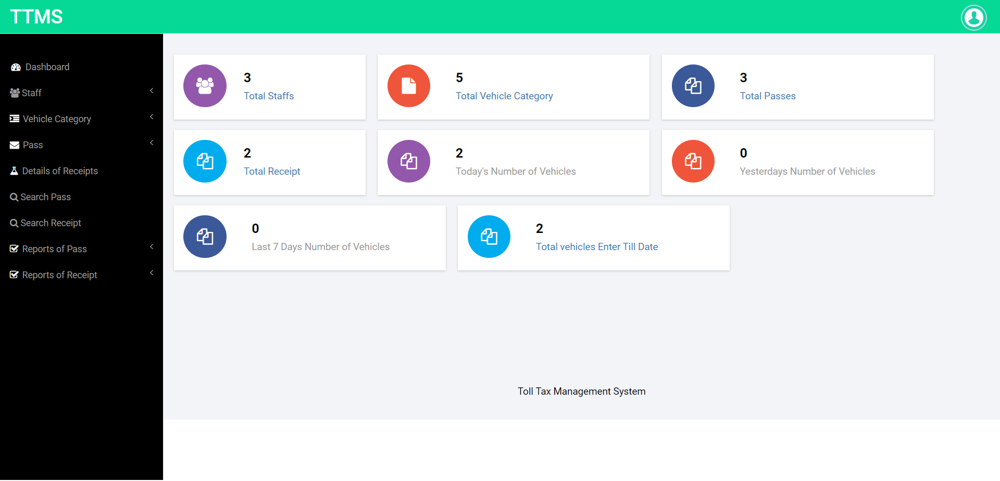 TTMS
Dashboard
Staff
Vehicle Category
Pass
Details of Receipts
Search Pass
Search Receipt
Reports of Pass
Reports of Receipt
3
Total Staffs
5
Total Vehicle Category
3
Total Passes
2
Total Receipt
2
Today's Number of Vehicles
0
Yesterdays Number of Vehicles
0
Last 7 Days Number of Vehicles
2
Total vehicles Enter Till Date
Toll Tax Management System